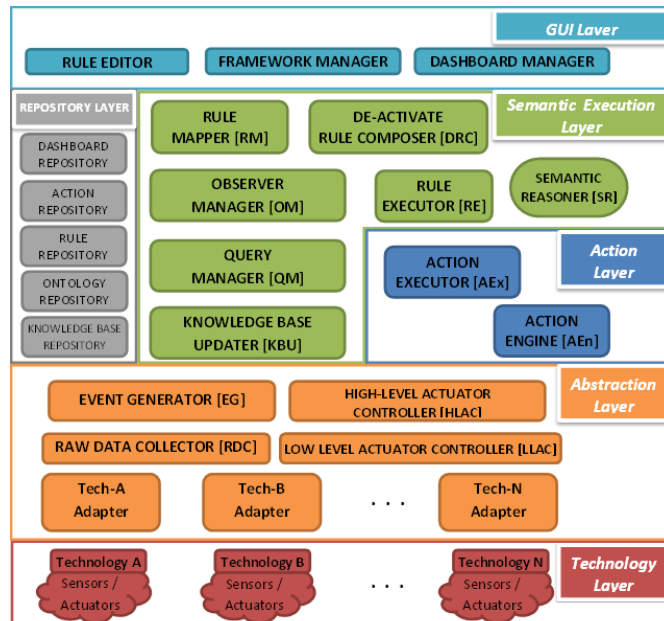 GUI Layer
RULE EDITOR
FRAMEWORK MANAGER
DASHBOARD MANAGER
REPOSITORY LAYER
DASHBOARD
REPOSITORY
ACTION
REPOSITORY
RULE
REPOSITORY
ONTOLOGY
REPOSITORY
KNOWLEDGE BASE
REPOSITORY
Semantic Execution
Layer
RULE
MAPPER [RM]
DE-ACTIVATE
RULE COMPOSER [DRC]
OBSERVER
MANAGER [OM]
RULE
EXECUTOR [RE]
SEMANTIC
REASONER [SR]
QUERY
MANAGER [QM]
KNOWLEDGE BASE
UPDATER [KBU]
Action
Layer
ACTION
EXECUTOR [AEx]
ACTION
ENGINE [AEn]
Abstraction
Layer
EVENT GENERATOR [EG]
HIGH-LEVEL ACTUATOR
CONTROLLER [HLAC]
RAW DATA COLLECTOR [RDC]
LOW LEVEL ACTUATOR CONTROLLER [LLAC]
Tech-A
Adapter
Tech-B
Adapter
. . .
Tech-N
Adapter
Technology
Layer
Technology A
Sensors /
Actuators
Technology B
Sensors /
Actuators
. . .
Technology N
Sensors /
Actuators